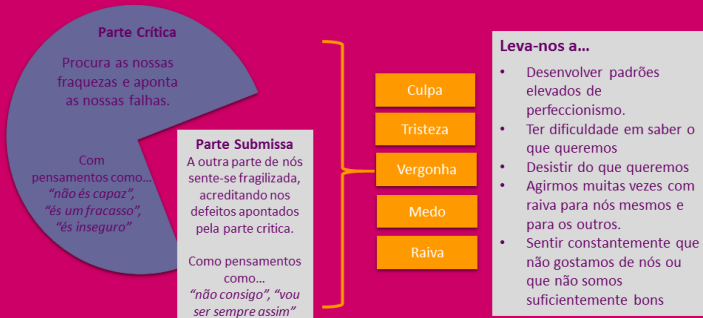 Parte Crítica
Procura as nossas
fraquezas e aponta
as nossas falhas.
Com
pensamentos como…
“não és capaz”,
“és um fracasso”,
“és inseguro”
Parte Submissa
A outra parte de nós
sente-se fragilizada,
acreditando nos
defeitos apontados
pela parte critica.
Como pensamentos
como…
“não consigo”, “vou
ser sempre assim”
Culpa
Tristeza
Vergonha
Medo
Raiva
Leva-nos a…
• Desenvolver padrões
elevados de
perfeccionismo.
• Ter dificuldade em saber o
que queremos
• Desistir do que queremos
• Agirmos muitas vezes com
raiva para nós mesmos e
para os outros.
• Sentir constantemente que
não gostamos de nós ou
que não somos
suficientemente bons